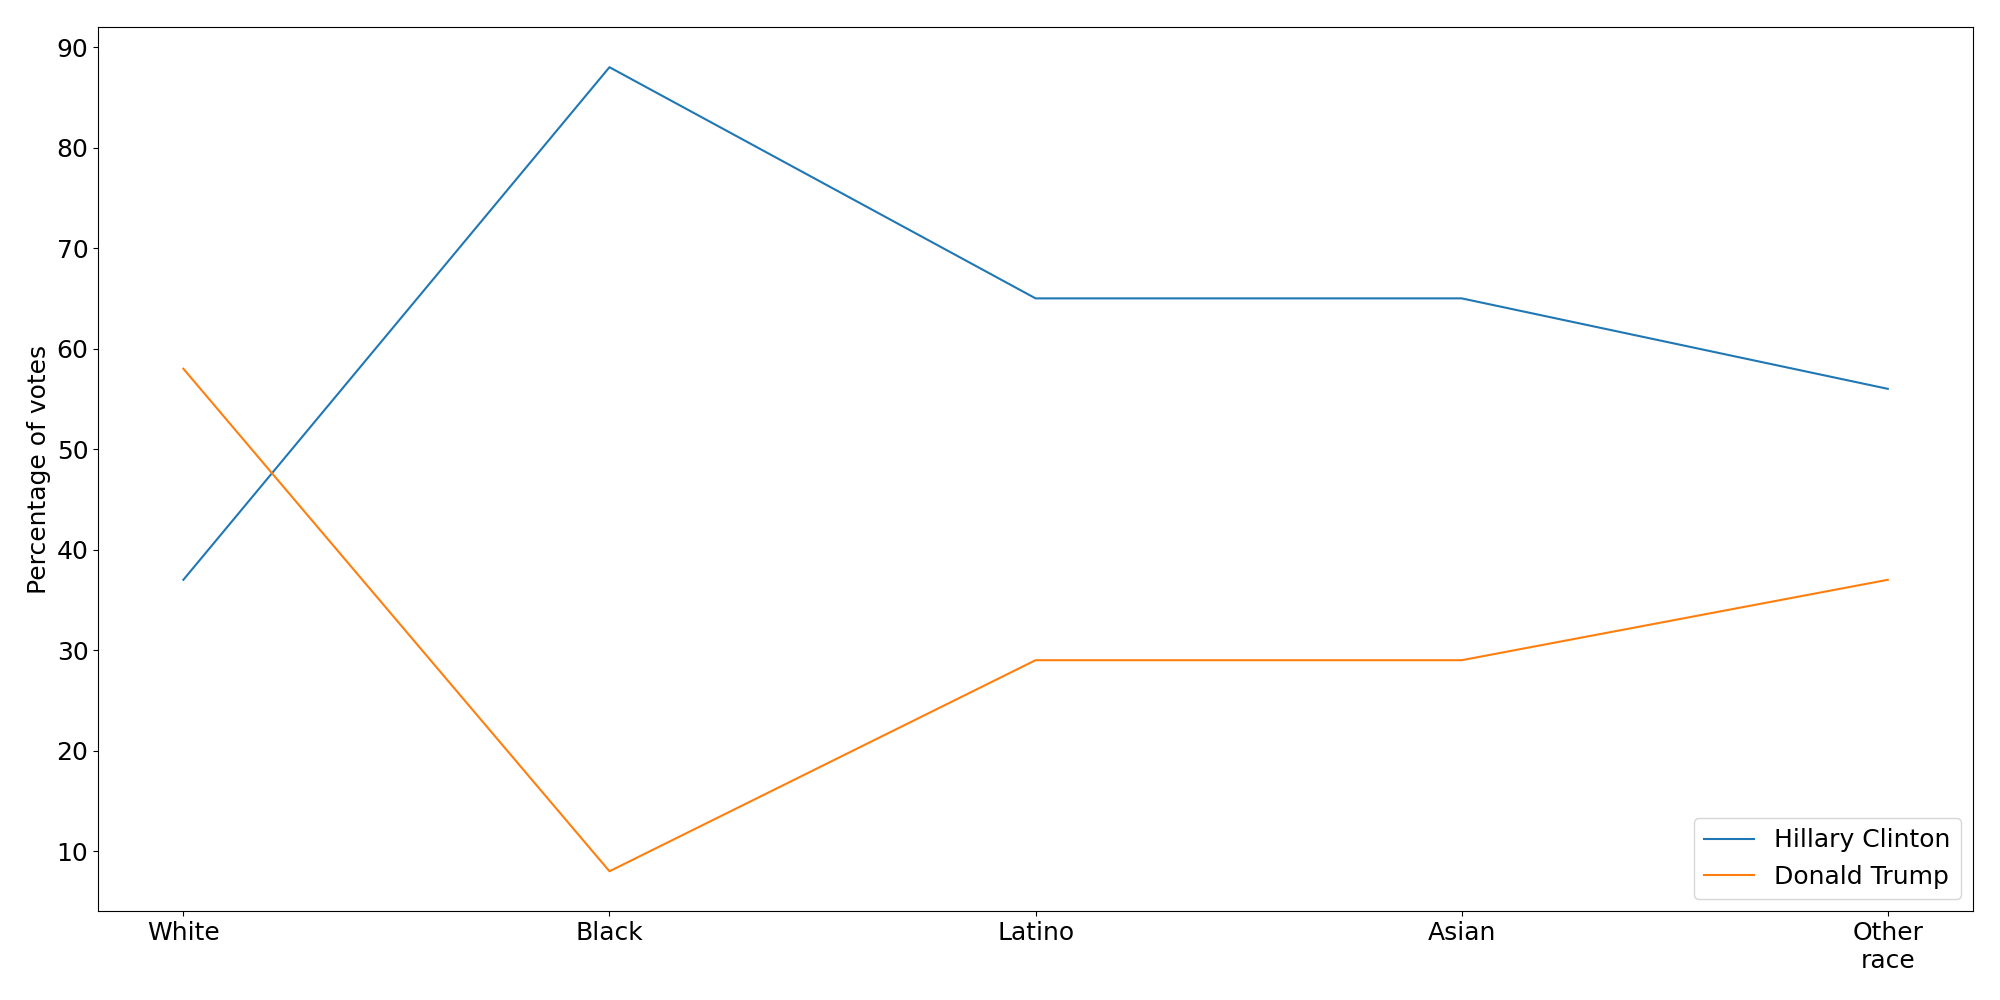 90
80
70
60
50
40
30
20
10
Percentage of votes
White
Black
Latino
Asian
Other
race
Hillary Clinton
Donald Trump